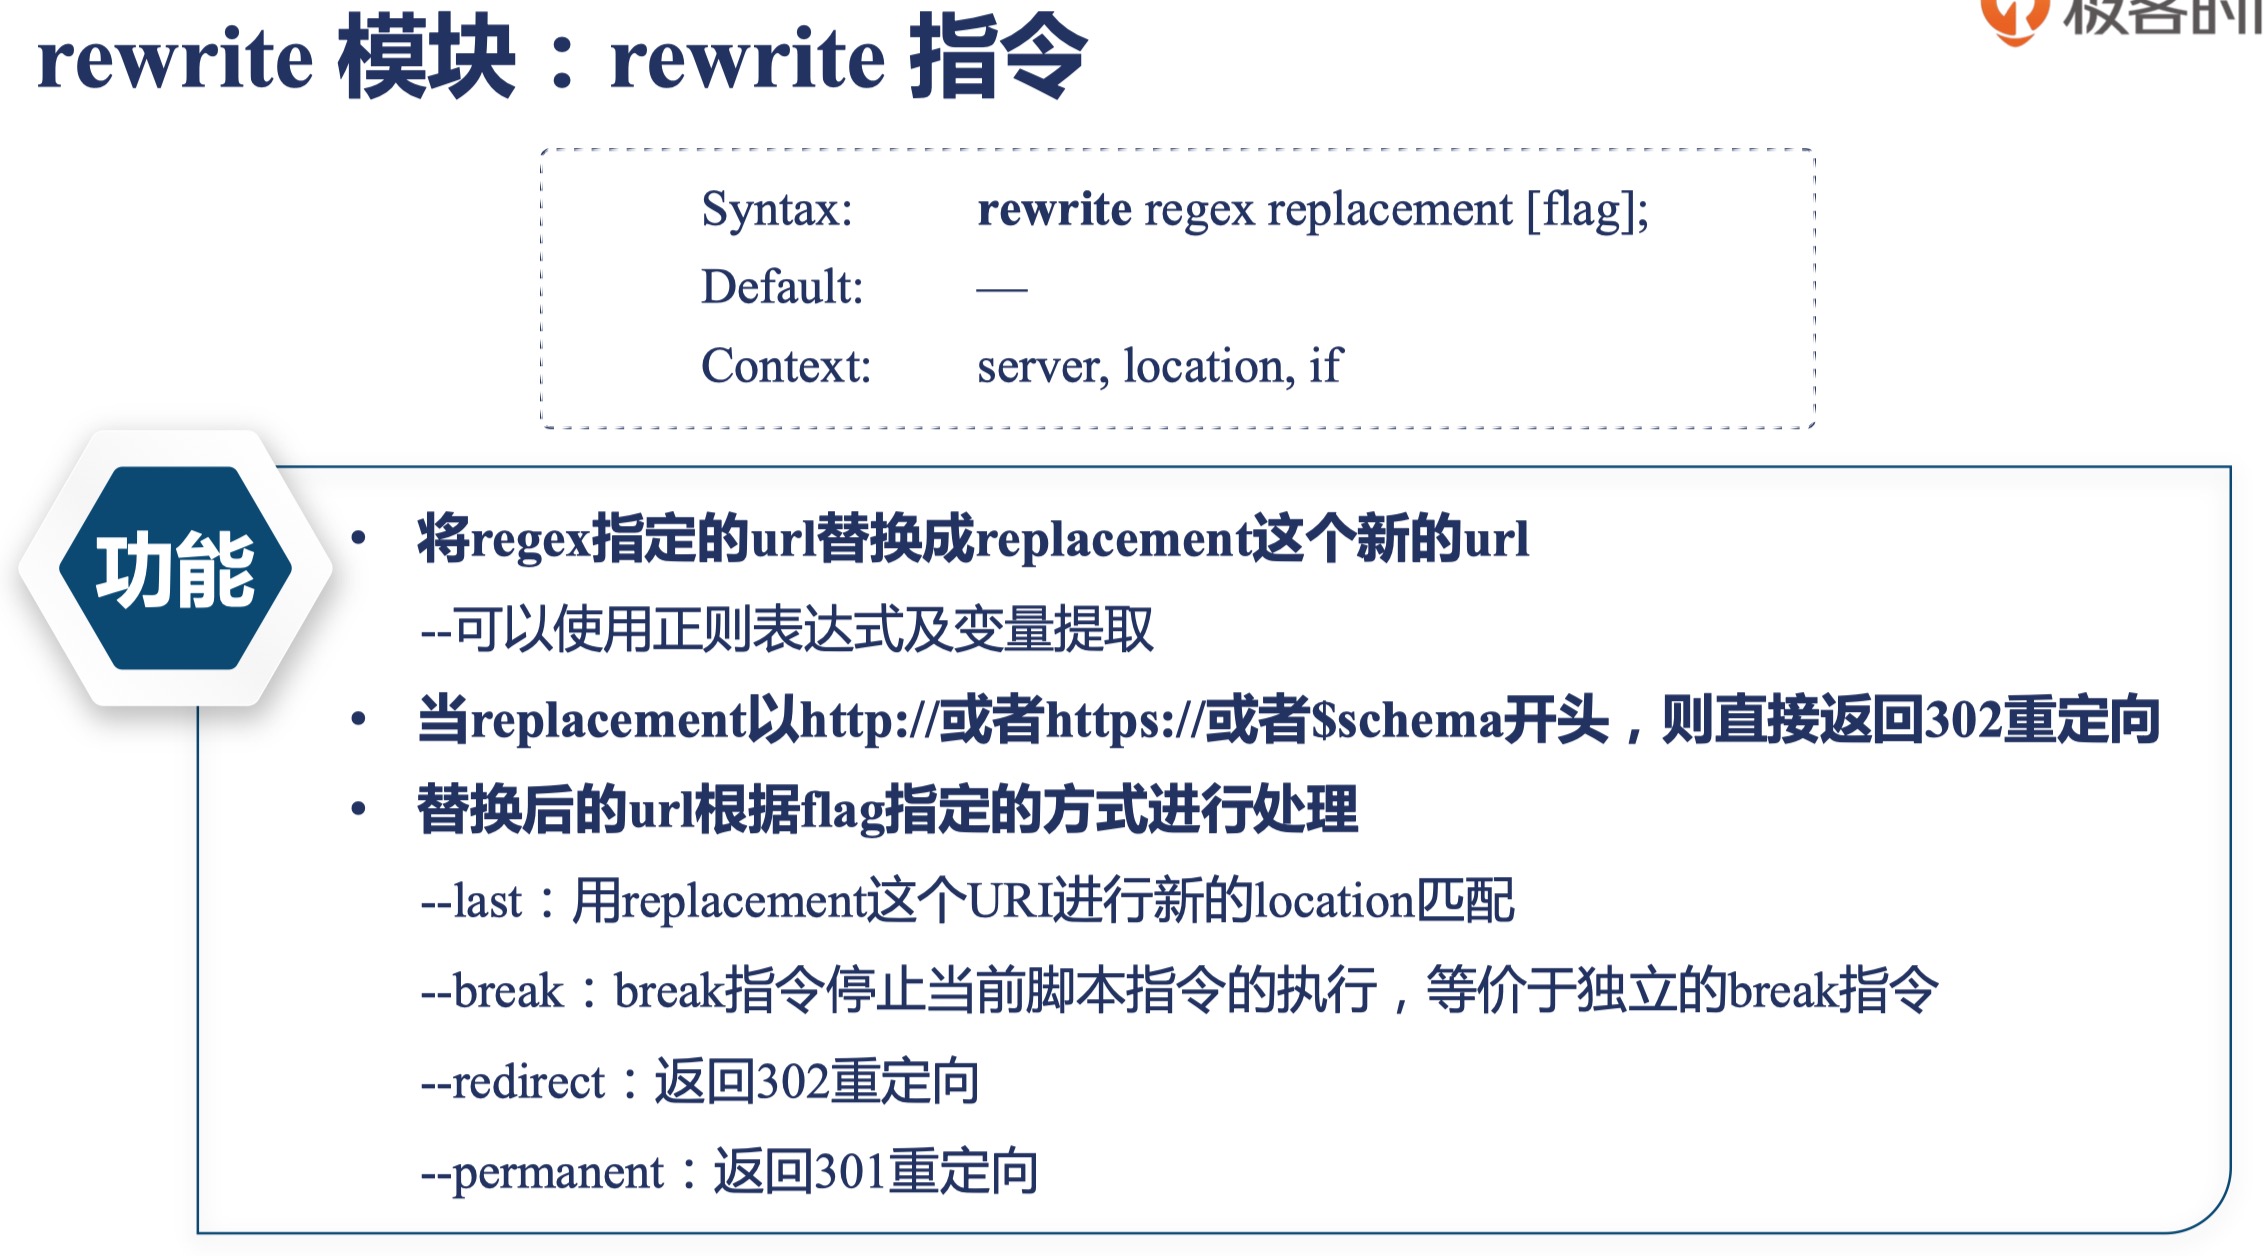 rewrite 模块：rewrite 指令
Syntax: rewrite regex replacement [flag];
Default: —
Context: server, location, if
功能
• 将regex指定的url替换成replacement这个新的url
--可以使用正则表达式及变量提取
• 当replacement以http://或者https://或者$schema开头，则直接返回302重定向
• 替换后的url根据flag指定的方式进行处理
--last：用replacement这个URI进行新的location匹配
--break：break指令停止当前脚本指令的执行，等价于独立的break指令
--redirect：返回302重定向
--permanent：返回301重定向